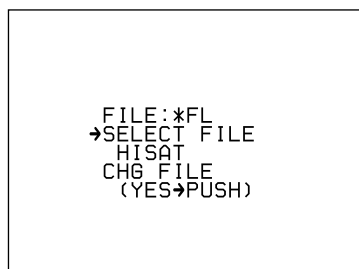 FILE:*FL
→SELECT FILE
HISAT
CHG FILE
(YES→PUSH)